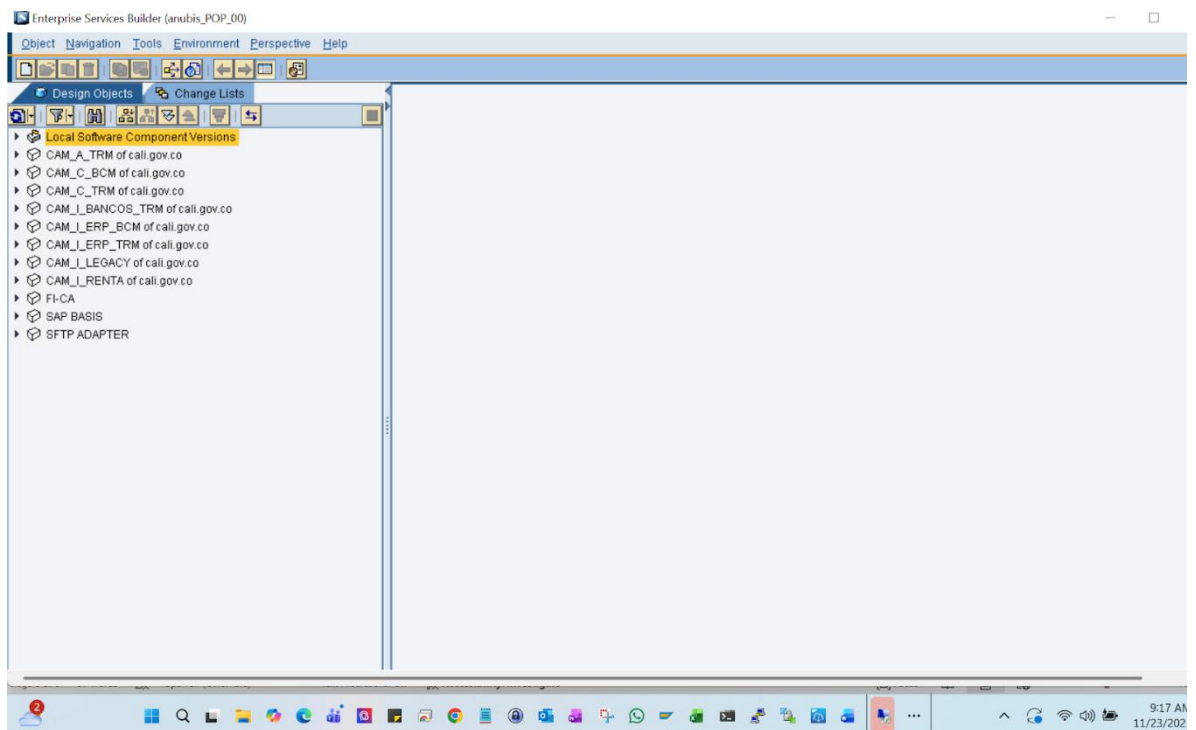 Enterprise Services Builder (anubis_POP_00)
Object Navigation Tools Environment Perspective Help
Design Objects Change Lists
Local Software Component Versions
CAM_A_TRM of cali.gov.co
CAM_C_BCM of cali.gov.co
CAM_C_TRM of cali.gov.co
CAM_I_BANCOS_TRM of cali.gov.co
CAM_I_ERP_BCM of cali.gov.co
CAM_I_ERP_TRM of cali.gov.co
CAM_I_LEGACY of cali.gov.co
CAM_I_RENTA of cali.gov.co
FI-CA
SAP BASIS
SFTP ADAPTER
2
9:17 AM
11/23/202